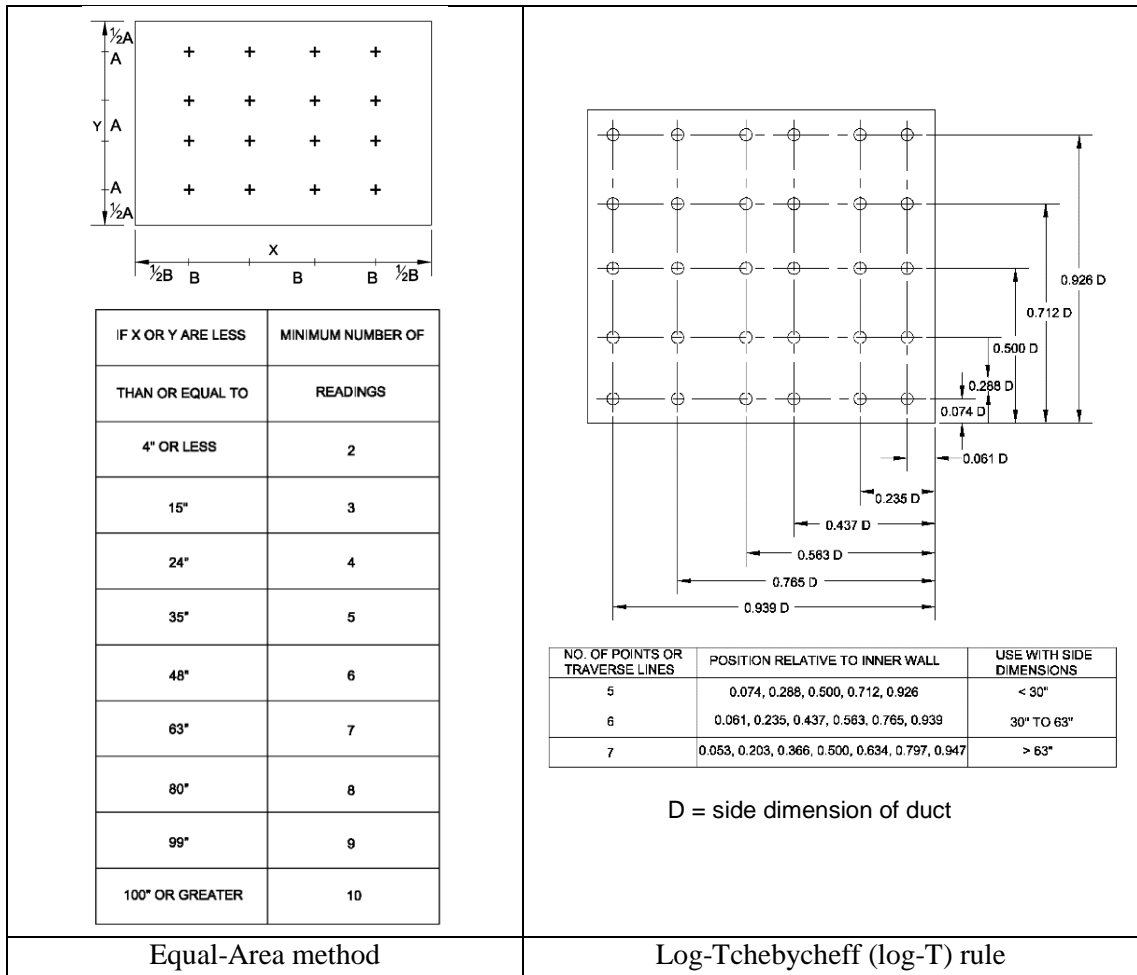 ½A
A
Y A
A
½A
X
½B B B B ½B
IF X OR Y ARE LESS MINIMUM NUMBER OF
THAN OR EQUAL TO READINGS
4" OR LESS 2
15" 3
24" 4
35" 5
48" 6
63" 7
80" 8
99" 9
100" OR GREATER 10
Equal-Area method
0.926 D
0.712 D
0.500 D
0.288 D
0.074 D
0.061 D
0.235 D
0.437 D
0.563 D
0.765 D
0.939 D
NO. OF POINTS OR TRAVERSE LINES POSITION RELATIVE TO INNER WALL USE WITH SIDE DIMENSIONS
5 0.074, 0.288, 0.500, 0.712, 0.926 < 30"
6 0.061, 0.235, 0.437, 0.563, 0.765, 0.939 30" TO 63"
7 0.053, 0.203, 0.366, 0.500, 0.634, 0.797, 0.947 > 63"
D = side dimension of duct
Log-Tchebycheff (log-T) rule